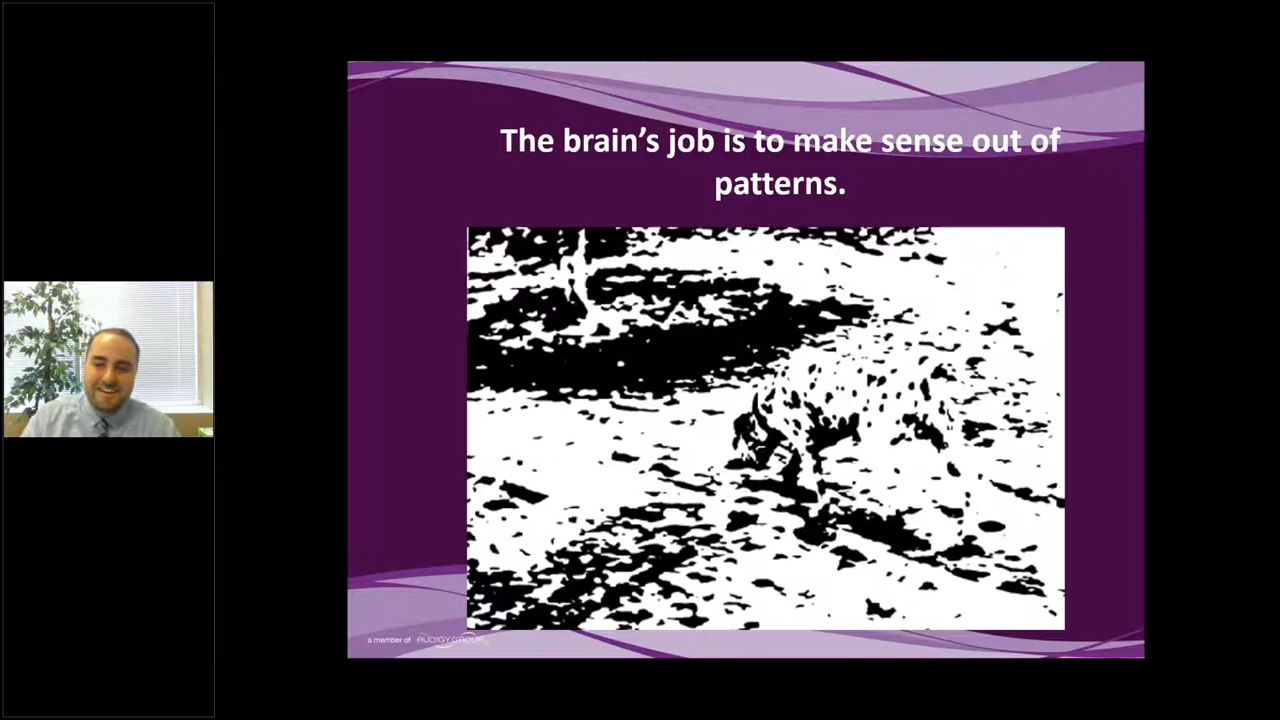 The brain’s job is to make sense out of
patterns.
a member of AUDIGY GROUP